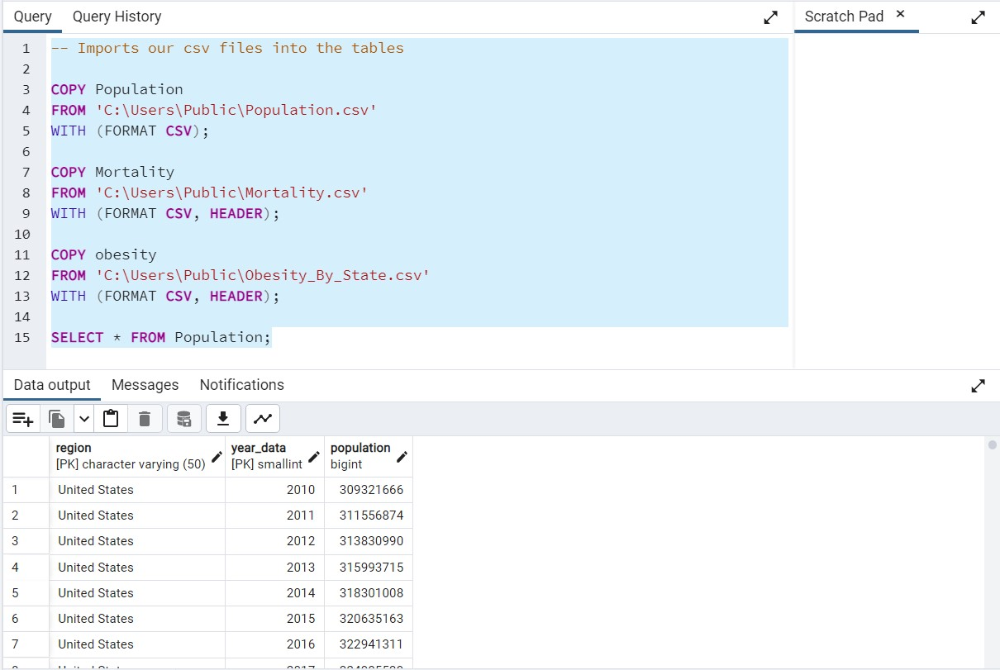 Query Query History Scratch Pad ×
1 -- Imports our csv files into the tables
2
3 COPY Population
4 FROM 'C:\Users\Public\Population.csv'
5 WITH (FORMAT CSV);
6
7 COPY Mortality
8 FROM 'C:\Users\Public\Mortality.csv'
9 WITH (FORMAT CSV, HEADER);
10
11 COPY obesity
12 FROM 'C:\Users\Public\Obesity_By_State.csv'
13 WITH (FORMAT CSV, HEADER);
14
15 SELECT * FROM Population;
Data output Messages Notifications
region year_data population
[PK] character varying (50) [PK] smallint bigint
1 United States 2010 309321666
2 United States 2011 311556874
3 United States 2012 313830990
4 United States 2013 315993715
5 United States 2014 318301008
6 United States 2015 320635163
7 United States 2016 322941311